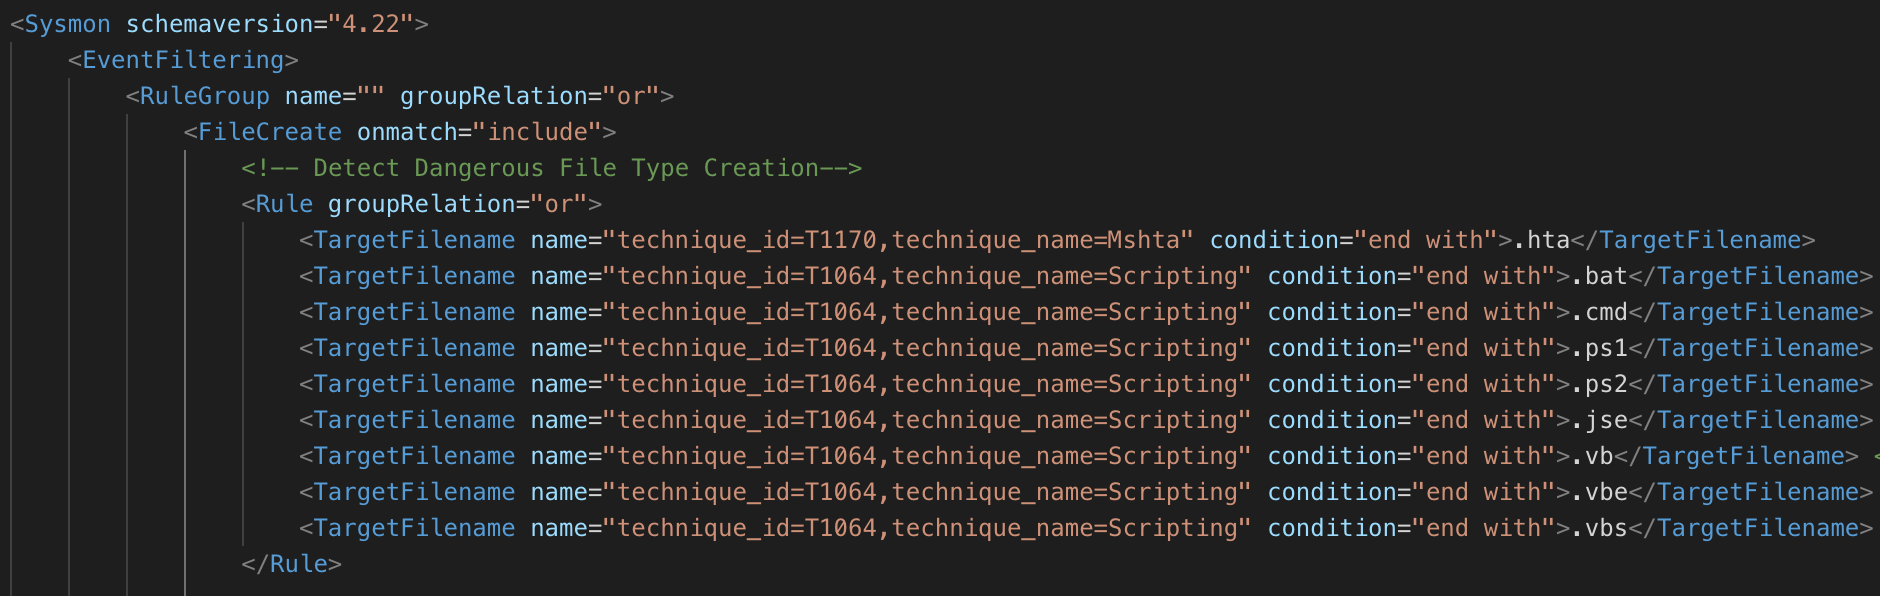 <Sysmon schemaversion="4.22">
<EventFiltering>
<RuleGroup name="" groupRelation="or">
<FileCreate onmatch="include">
<!-- Detect Dangerous File Type Creation-->
<Rule groupRelation="or">
<TargetFilename name="technique_id=T1170,technique_name=Mshta" condition="end with">.hta</TargetFilename>
<TargetFilename name="technique_id=T1064,technique_name=Scripting" condition="end with">.bat</TargetFilename>
<TargetFilename name="technique_id=T1064,technique_name=Scripting" condition="end with">.cmd</TargetFilename>
<TargetFilename name="technique_id=T1064,technique_name=Scripting" condition="end with">.ps1</TargetFilename>
<TargetFilename name="technique_id=T1064,technique_name=Scripting" condition="end with">.ps2</TargetFilename>
<TargetFilename name="technique_id=T1064,technique_name=Scripting" condition="end with">.jse</TargetFilename>
<TargetFilename name="technique_id=T1064,technique_name=Scripting" condition="end with">.vb</TargetFilename> <
<TargetFilename name="technique_id=T1064,technique_name=Scripting" condition="end with">.vbe</TargetFilename>
<TargetFilename name="technique_id=T1064,technique_name=Scripting" condition="end with">.vbs</TargetFilename>
</Rule>